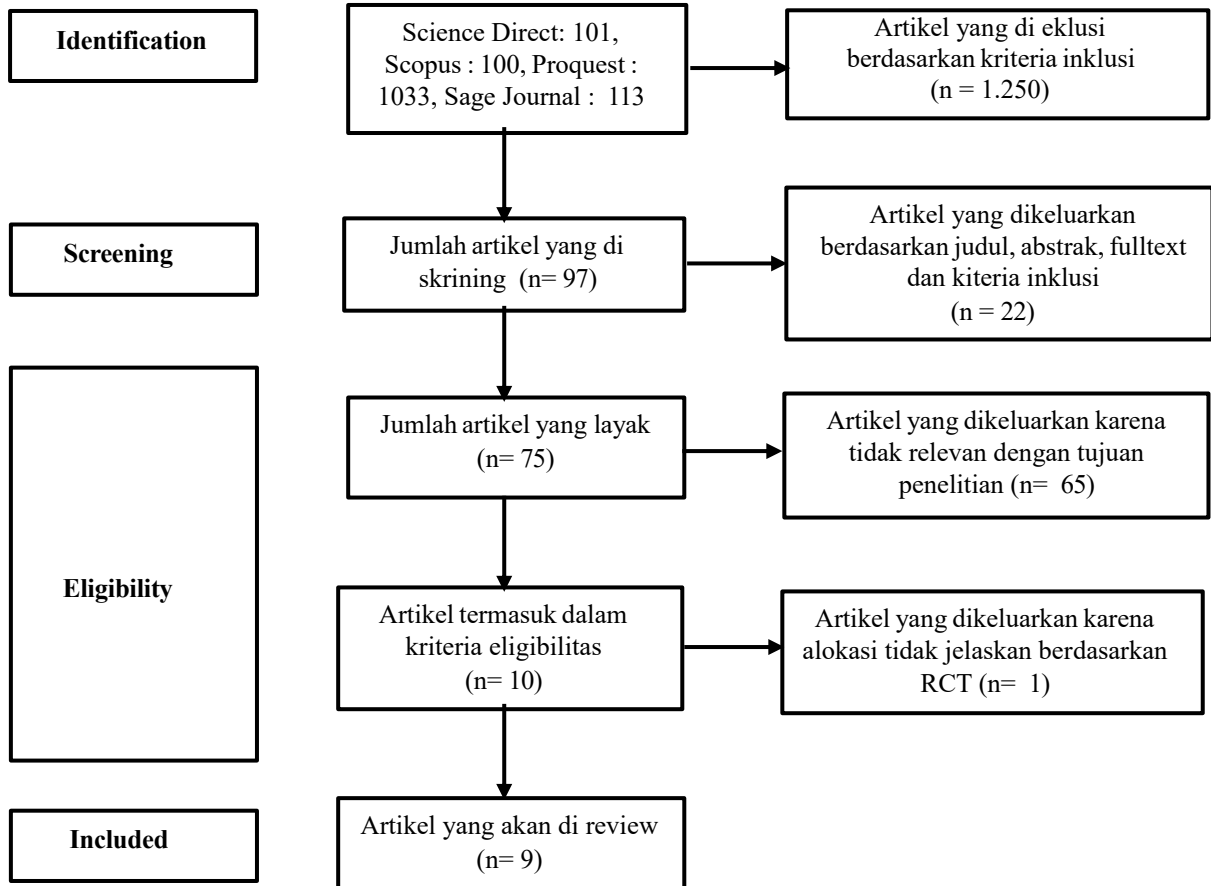 Identification
Science Direct: 101,
Scopus : 100, Proquest :
1033, Sage Journal :  113
Artikel yang di eklusi
berdasarkan kriteria inklusi
(n = 1.250)
Screening
Jumlah artikel yang di
skrining  (n= 97)
Artikel yang dikeluarkan
berdasarkan judul, abstrak, fulltext
dan kiteria inklusi
(n = 22)
Eligibility
Jumlah artikel yang layak
(n= 75)
Artikel yang dikeluarkan karena
tidak relevan dengan tujuan
penelitian (n=  65)
Artikel termasuk dalam
kriteria eligibilitas
(n= 10)
Artikel yang dikeluarkan karena
alokasi tidak jelaskan berdasarkan
RCT (n=  1)
Included
Artikel yang akan di review
(n= 9)